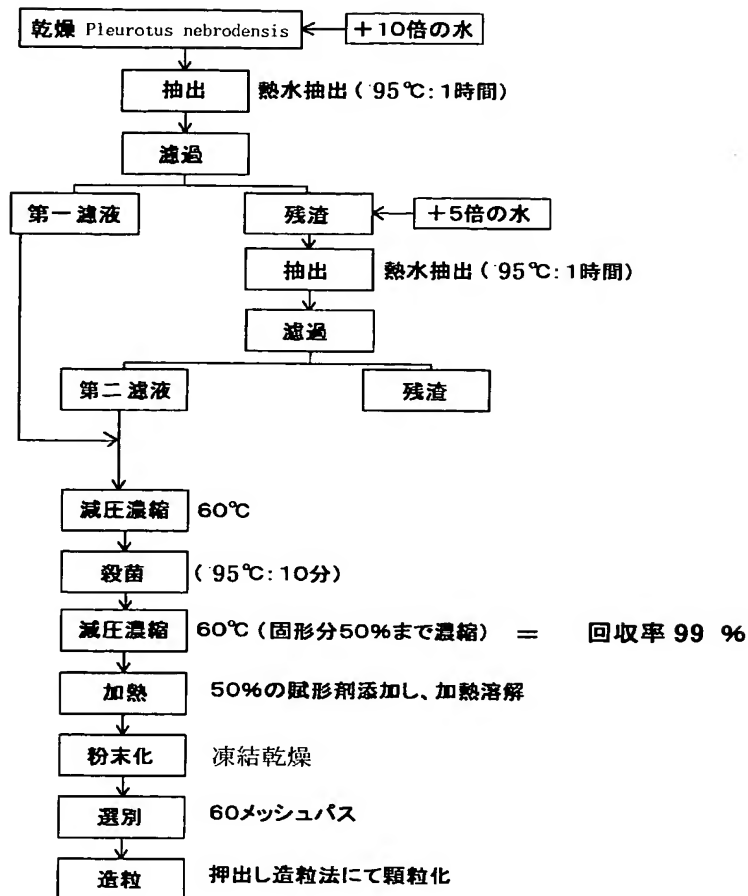 乾燥 Pleurotus nebrodensis
+10倍の水
抽出 熱水抽出（95℃:1時間）
濾過
第一濾液 残渣 +5倍の水
抽出 熱水抽出（95℃:1時間）
濾過
第二濾液 残渣
減圧濃縮 60℃
殺菌 （95℃:10分）
減圧濃縮 60℃（固形分50%まで濃縮） = 回収率 99 %
加熱 50%の賦形剤添加し、加熱溶解
粉末化 凍結乾燥
選別 60メッシュパス
造粒 押出し造粒法にて顆粒化